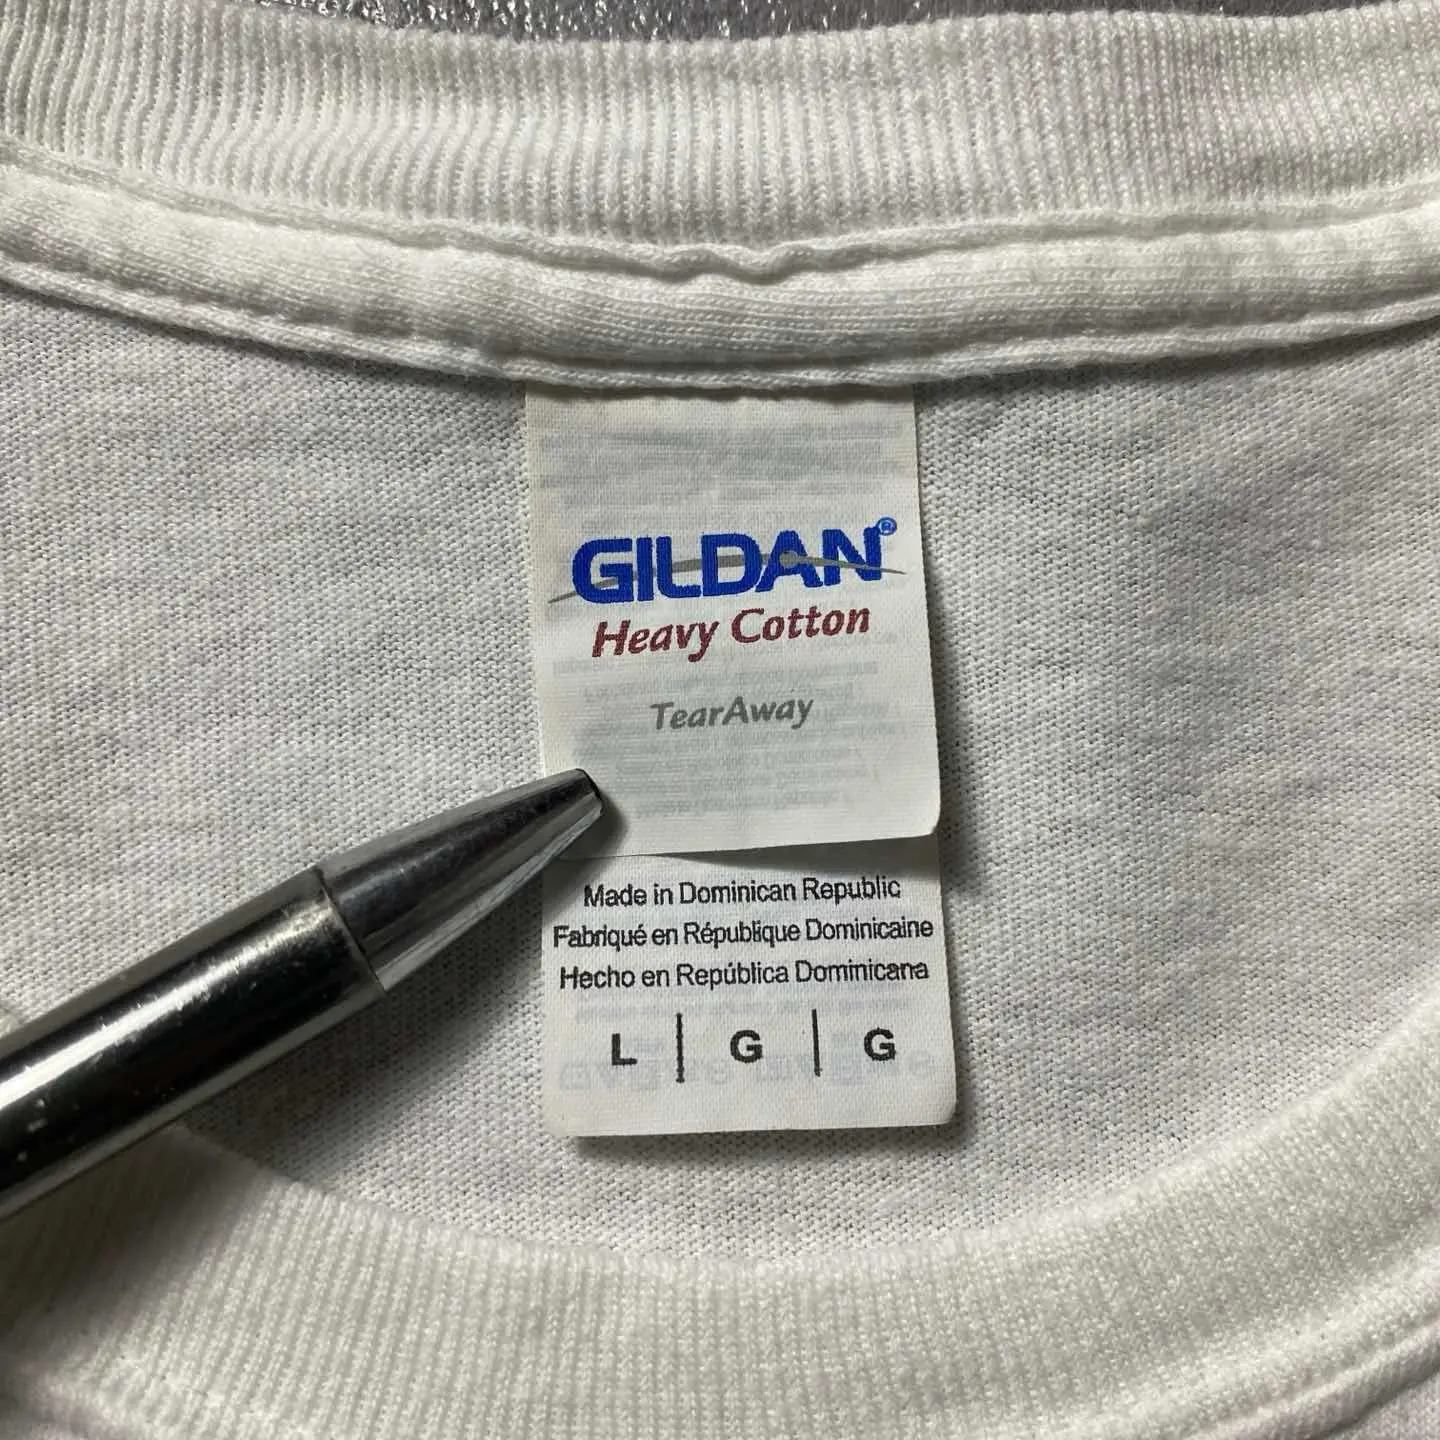 GILDAN®
Heavy Cotton
TearAway
Made in Dominican Republic
Fabriqué en République Dominicaine
Hecho en República Dominicana
L | G | G